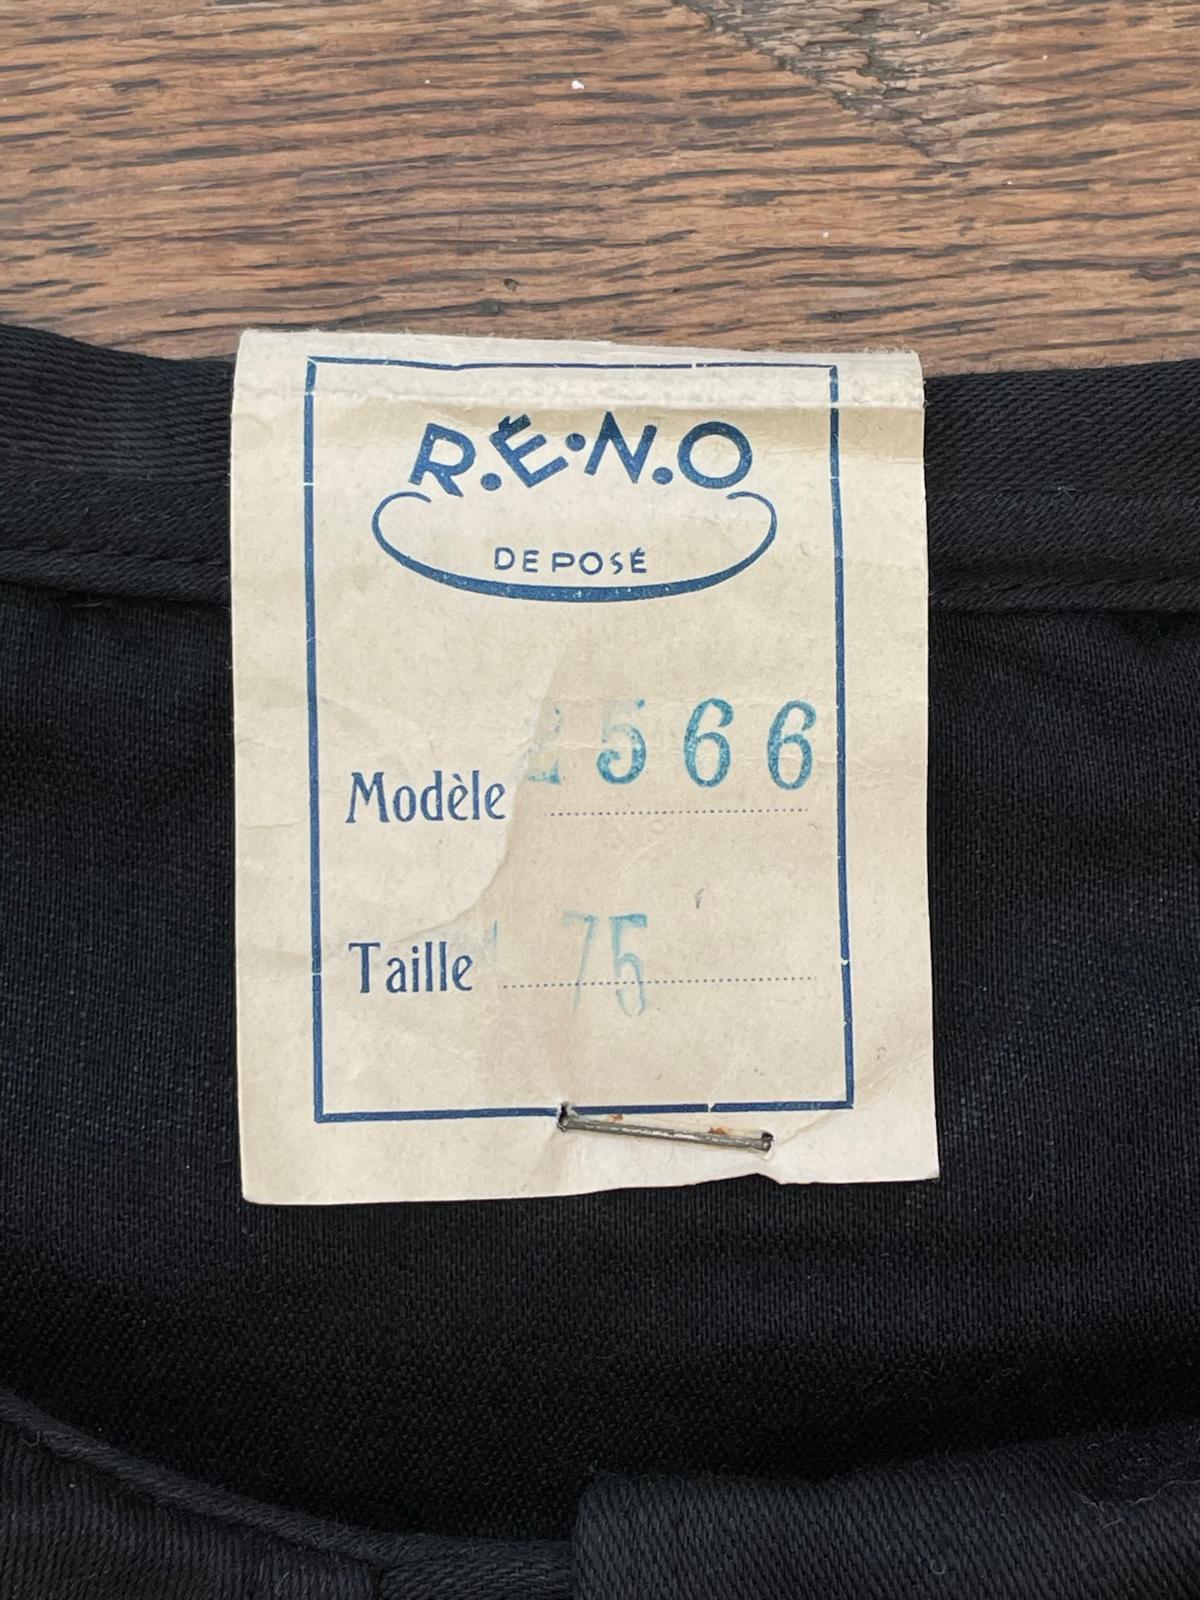 R.É.N.O
DEPOSÉ
Modèle 2566
Taille 75